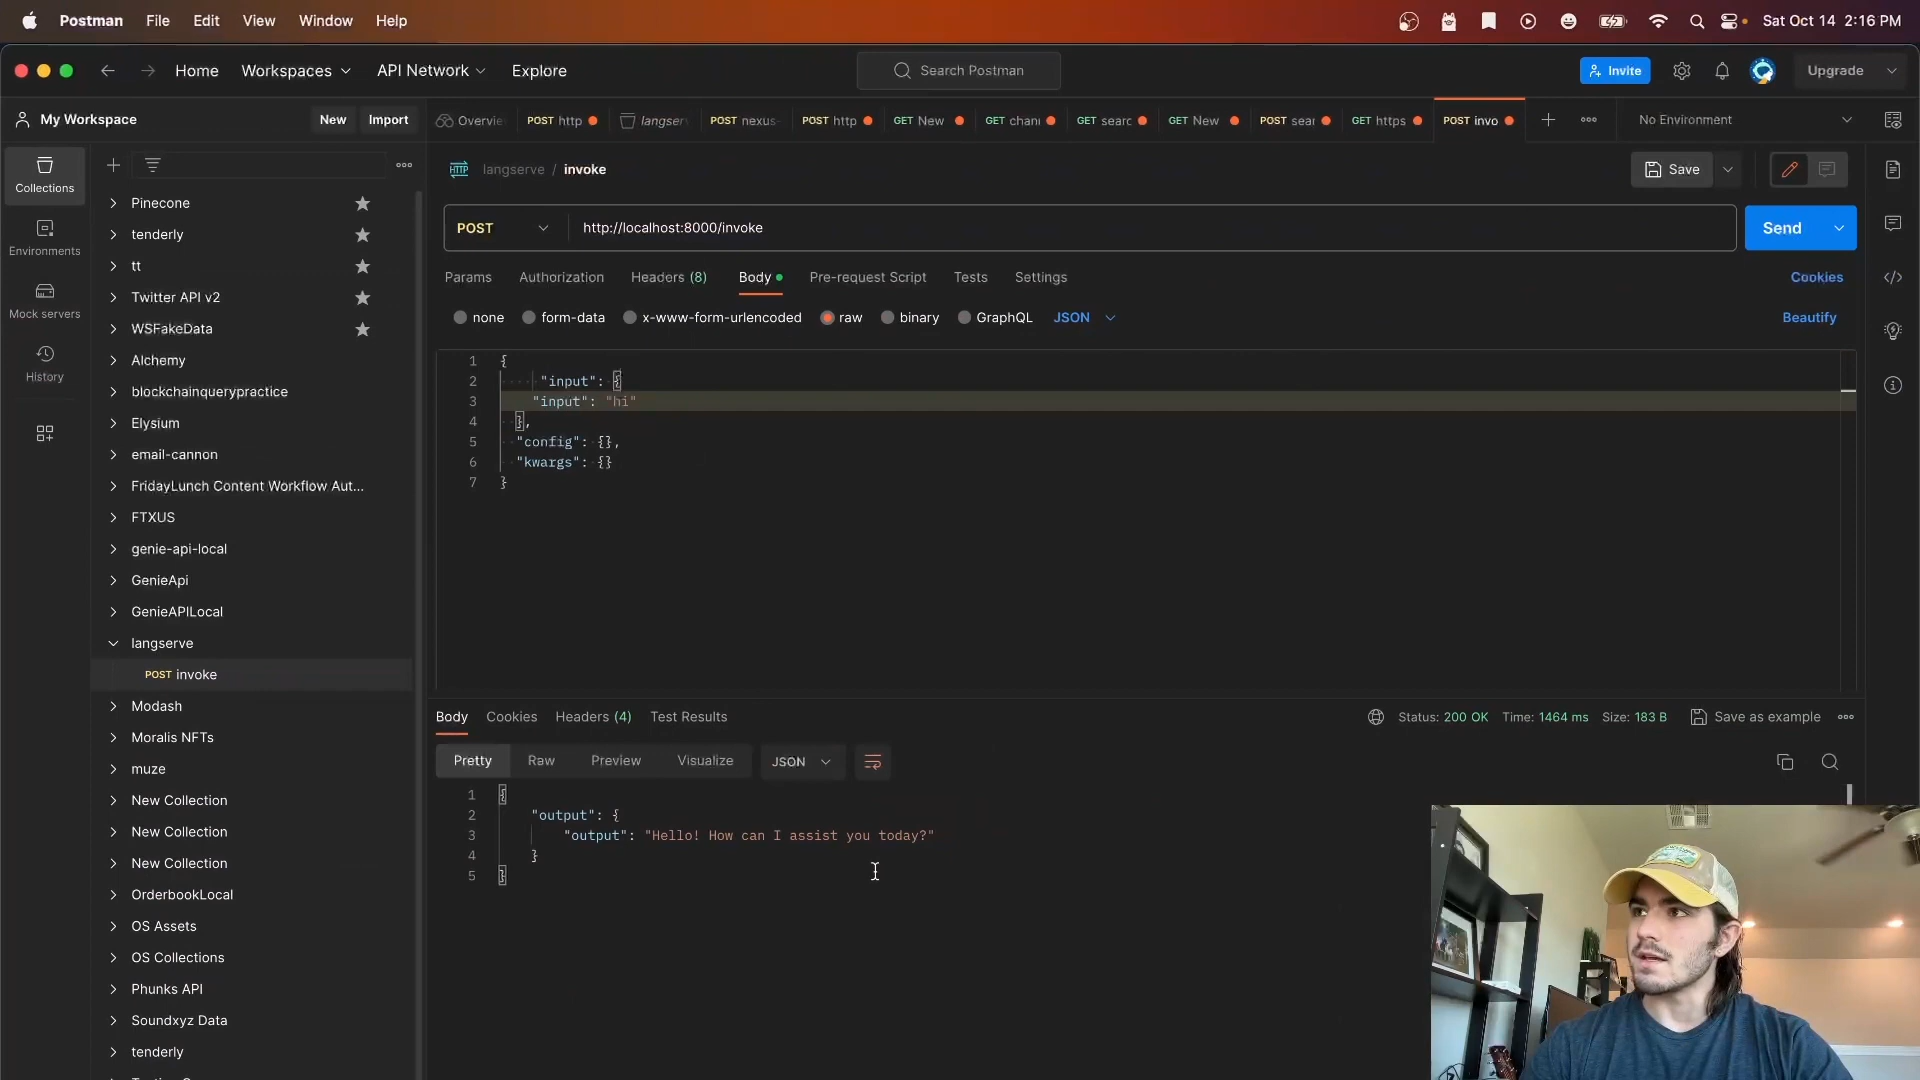 Postman File Edit View Window Help
Sat Oct 14 2:16 PM
Home Workspaces API Network Explore
Search Postman
Invite
Upgrade
My Workspace
New Import
Overvie
POST http
langser
POST nexus-
POST http
GET New
GET chan
GET searc
GET New
POST sear
GET https
POST invo
No Environment
Collections
Environments
Mock servers
History
Pinecone
tenderly
tt
Twitter API v2
WSFakeData
Alchemy
blockchainquerypractice
Elysium
email-cannon
FridayLunch Content Workflow Aut...
FTXUS
genie-api-local
GenieApi
GenieAPILocal
langserve
POST invoke
Modash
Moralis NFTs
muze
New Collection
New Collection
New Collection
OrderbookLocal
OS Assets
OS Collections
Phunks API
Soundxyz Data
tenderly
HTTP langserve / invoke
Save
POST http://localhost:8000/invoke
Send
Params Authorization Headers (8) Body Pre-request Script Tests Settings
Cookies
none form-data x-www-form-urlencoded raw binary GraphQL JSON
Beautify
1 {
2 "input": {
3 "input": "hi"
4 },
5 "config": {},
6 "kwargs": {}
7 }
Body Cookies Headers (4) Test Results
Status: 200 OK Time: 1464 ms Size: 183 B Save as example
Pretty Raw Preview Visualize JSON
1 {
2 "output": {
3 "output": "Hello! How can I assist you today?"
4 }
5 }